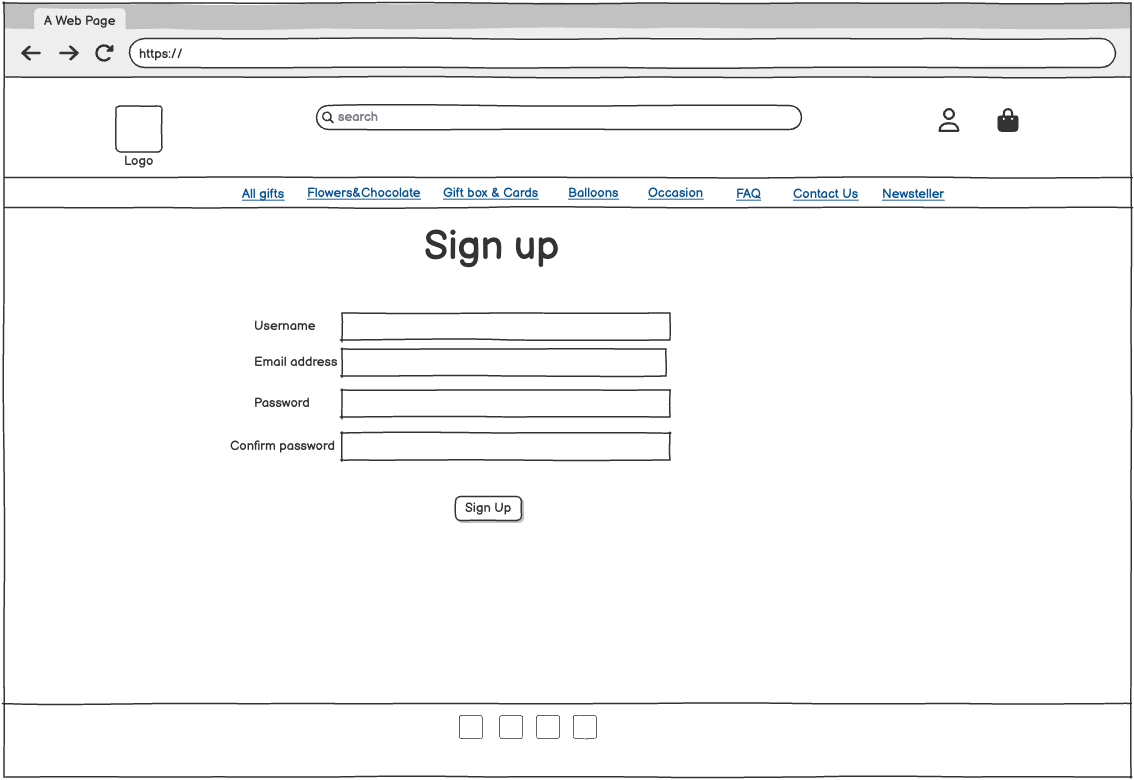 A Web Page
https://
search
Logo
All gifts Flowers&Chocolate Gift box & Cards Balloons Occasion FAQ Contact Us Newsteller
Sign up
Username
Email address
Password
Confirm password
Sign Up